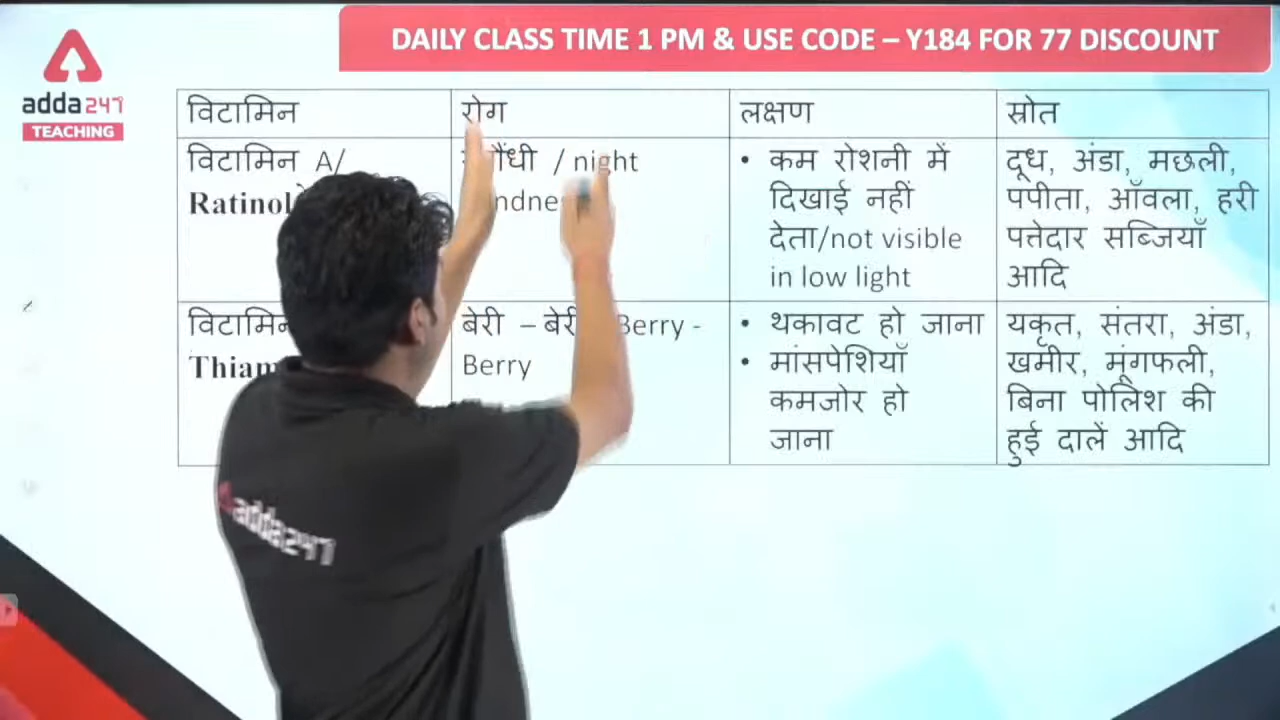 DAILY CLASS TIME 1 PM & USE CODE – Y184 FOR 77 DISCOUNT
adda247
TEACHING
विटामिन रोग लक्षण स्रोत
विटामिन A/ / night • कम रोशनी में दूध, अंडा, मछली,
Ratinol दिखाई नहीं पपीता, आँवला, हरी
देता/not visible पत्तेदार सब्जियाँ
in low light आदि
विटामिन बेरी – Berry - • थकावट हो जाना यकृत, संतरा, अंडा,
Berry • मांसपेशियाँ खमीर, मूंगफली,
कमजोर हो बिना पोलिश की
जाना हुई दालें आदि
adda247